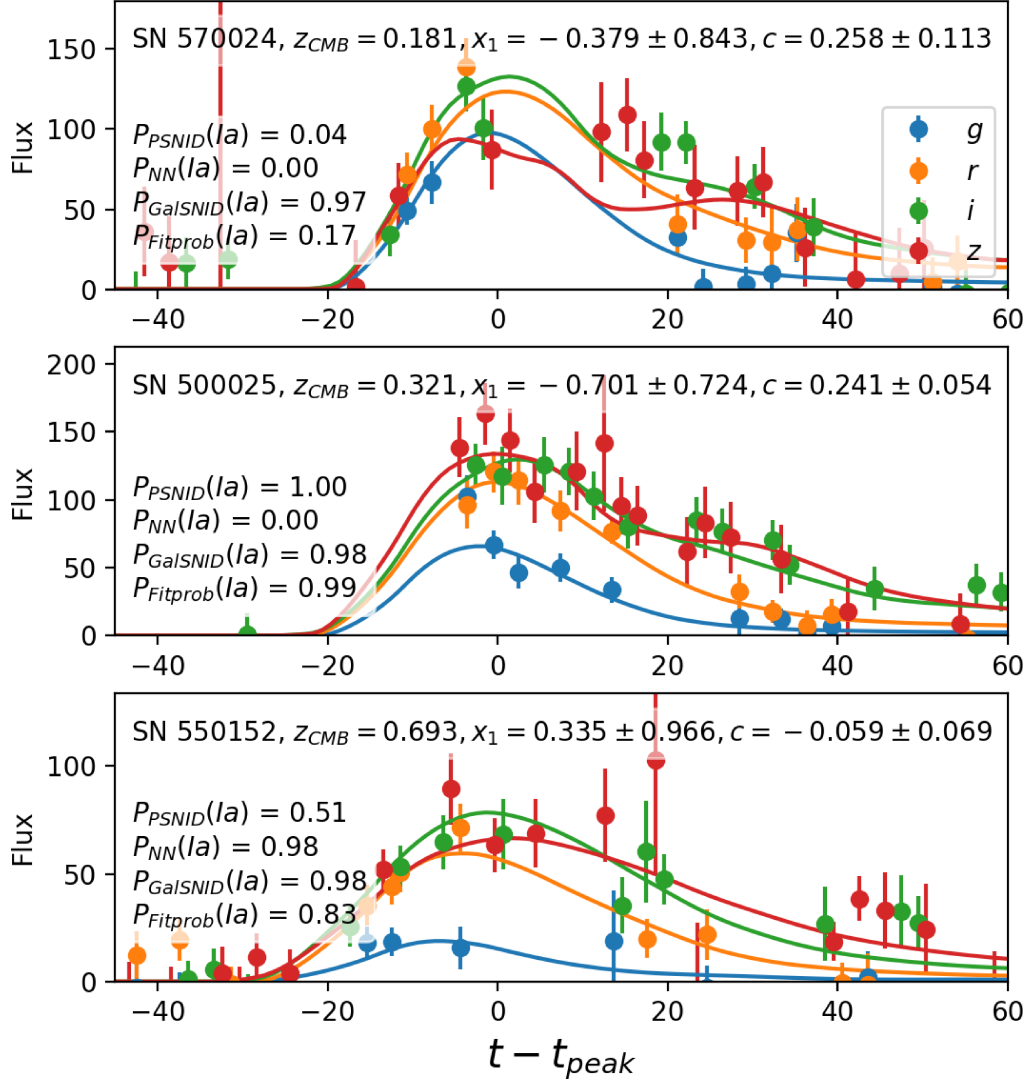 SN 570024, z_CMB = 0.181, x_1 = −0.379 ± 0.843, c = 0.258 ± 0.113
P_PSNID(Ia) = 0.04
P_NN(Ia) = 0.00
P_GalSNID(Ia) = 0.97
P_Fitprob(Ia) = 0.17
g
r
i
z
Flux
150
100
50
0
−40 −20 0 20 40 60
SN 500025, z_CMB = 0.321, x_1 = −0.701 ± 0.724, c = 0.241 ± 0.054
P_PSNID(Ia) = 1.00
P_NN(Ia) = 0.00
P_GalSNID(Ia) = 0.98
P_Fitprob(Ia) = 0.99
Flux
200
150
100
50
0
−40 −20 0 20 40 60
SN 550152, z_CMB = 0.693, x_1 = 0.335 ± 0.966, c = −0.059 ± 0.069
P_PSNID(Ia) = 0.51
P_NN(Ia) = 0.98
P_GalSNID(Ia) = 0.98
P_Fitprob(Ia) = 0.83
Flux
100
50
0
−40 −20 0 20 40 60
t − t_peak